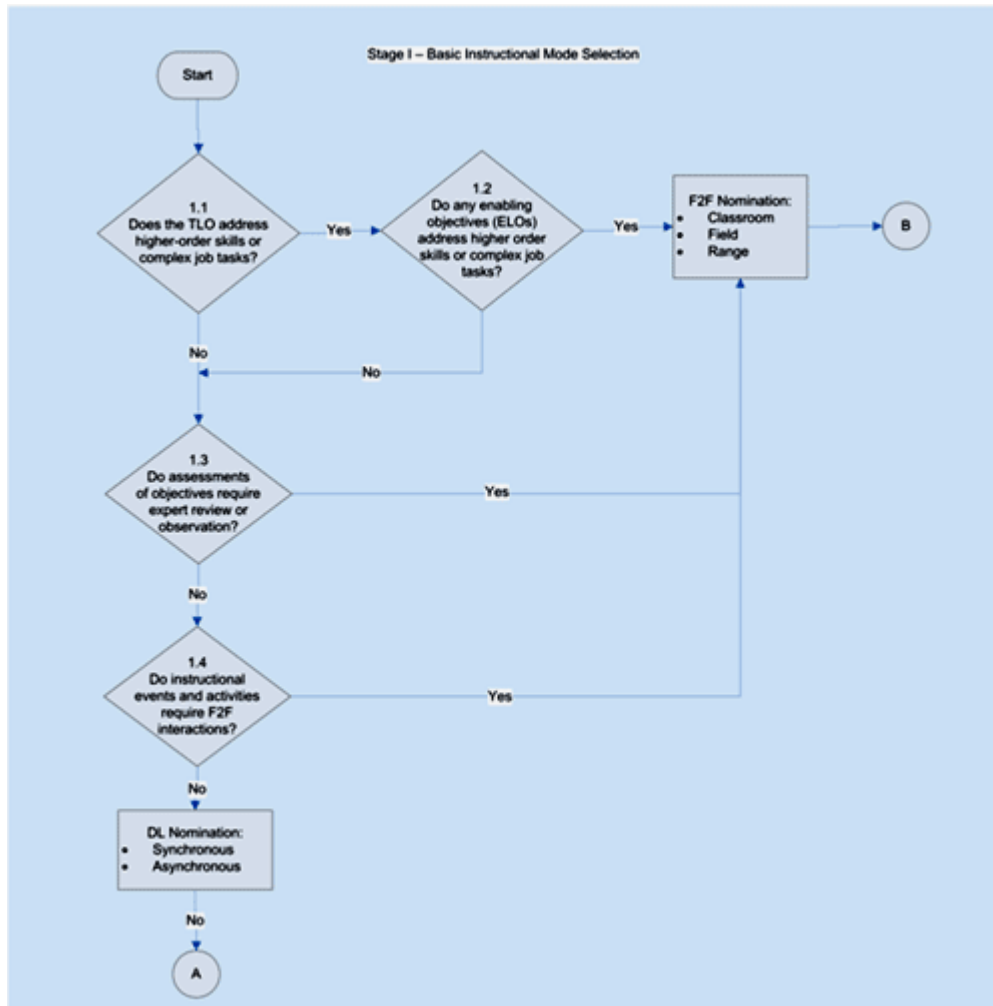 Stage I – Basic Instructional Mode Selection
Start
1.1
Does the TLO address
higher-order skills or
complex job tasks?
Yes
1.2
Do any enabling
objectives (ELOs)
address higher order
skills or complex job
tasks?
Yes
F2F Nomination:
• Classroom
• Field
• Range
B
No
No
1.3
Do assessments
of objectives require
expert review or
observation?
Yes
No
1.4
Do instructional
events and activities
require F2F
interactions?
Yes
No
DL Nomination:
• Synchronous
• Asynchronous
No
A